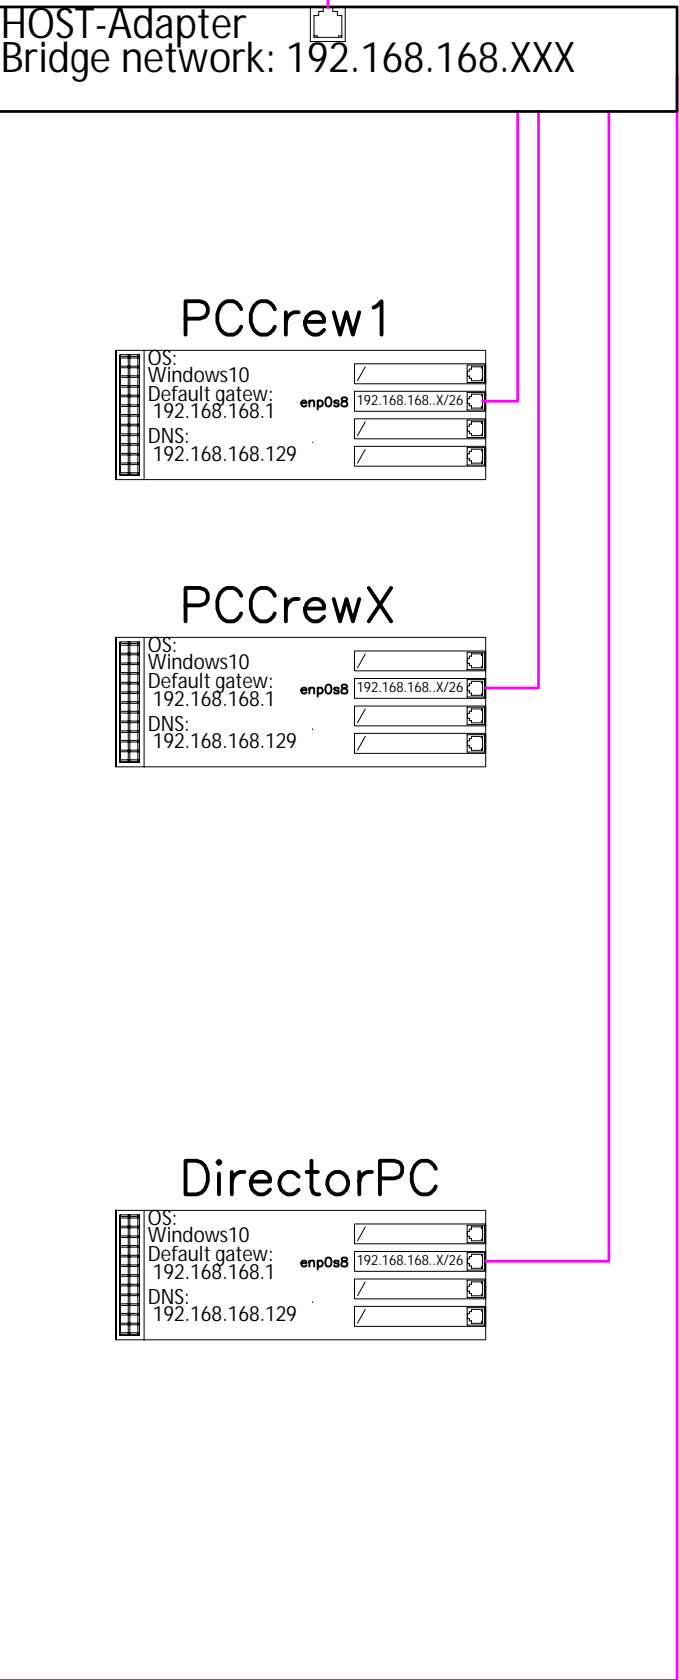 HOST-Adapter
Bridge network: 192.168.168.XXX
PCCrew1
OS:
Windows10
/
Default gatew:
192.168.168.1
enp0s8
192.168.168..X/26
DNS:
/
192.168.168.129
/
PCCrewX
OS:
Windows10
/
Default gatew:
192.168.168.1
enp0s8
192.168.168..X/26
DNS:
/
192.168.168.129
/
DirectorPC
OS:
Windows10
/
Default gatew:
192.168.168.1
enp0s8
192.168.168..X/26
DNS:
/
192.168.168.129
/